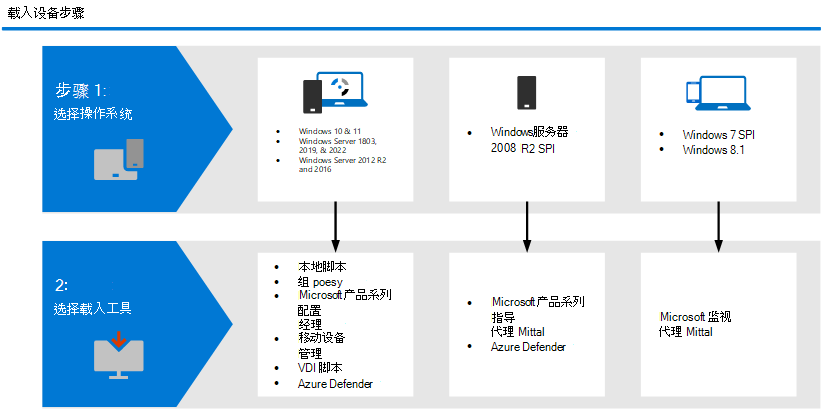 载入设备步骤
步骤 1:
选择操作系统
Windows 10 & 11
Windows Server 1803,
2019, & 2022
Windows Server 2012 R2
and 2016
Windows服务器
2008 R2 SPI
Windows 7 SPI
Windows 8.1
2:
选择载入工具
本地脚本
组 poesy
Microsoft产品系列
配置
经理
移动设备
管理
VDI 脚本
Azure Defender
Microsoft产品系列
指导
代理 Mittal
Azure Defender
Microsoft 监视
代理 Mittal